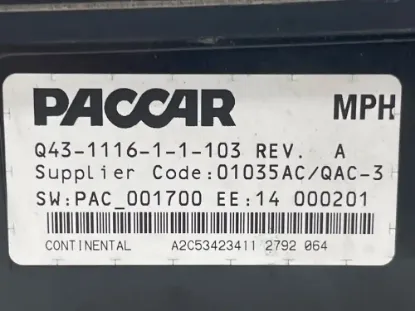 PACCAR MPH
Q43-1116-1-1-103 REV. A
Supplier Code:01035AC/QAC-3
SW:PAC_001700 EE:14 000201
CONTINENTAL A2C53423411 2792 064